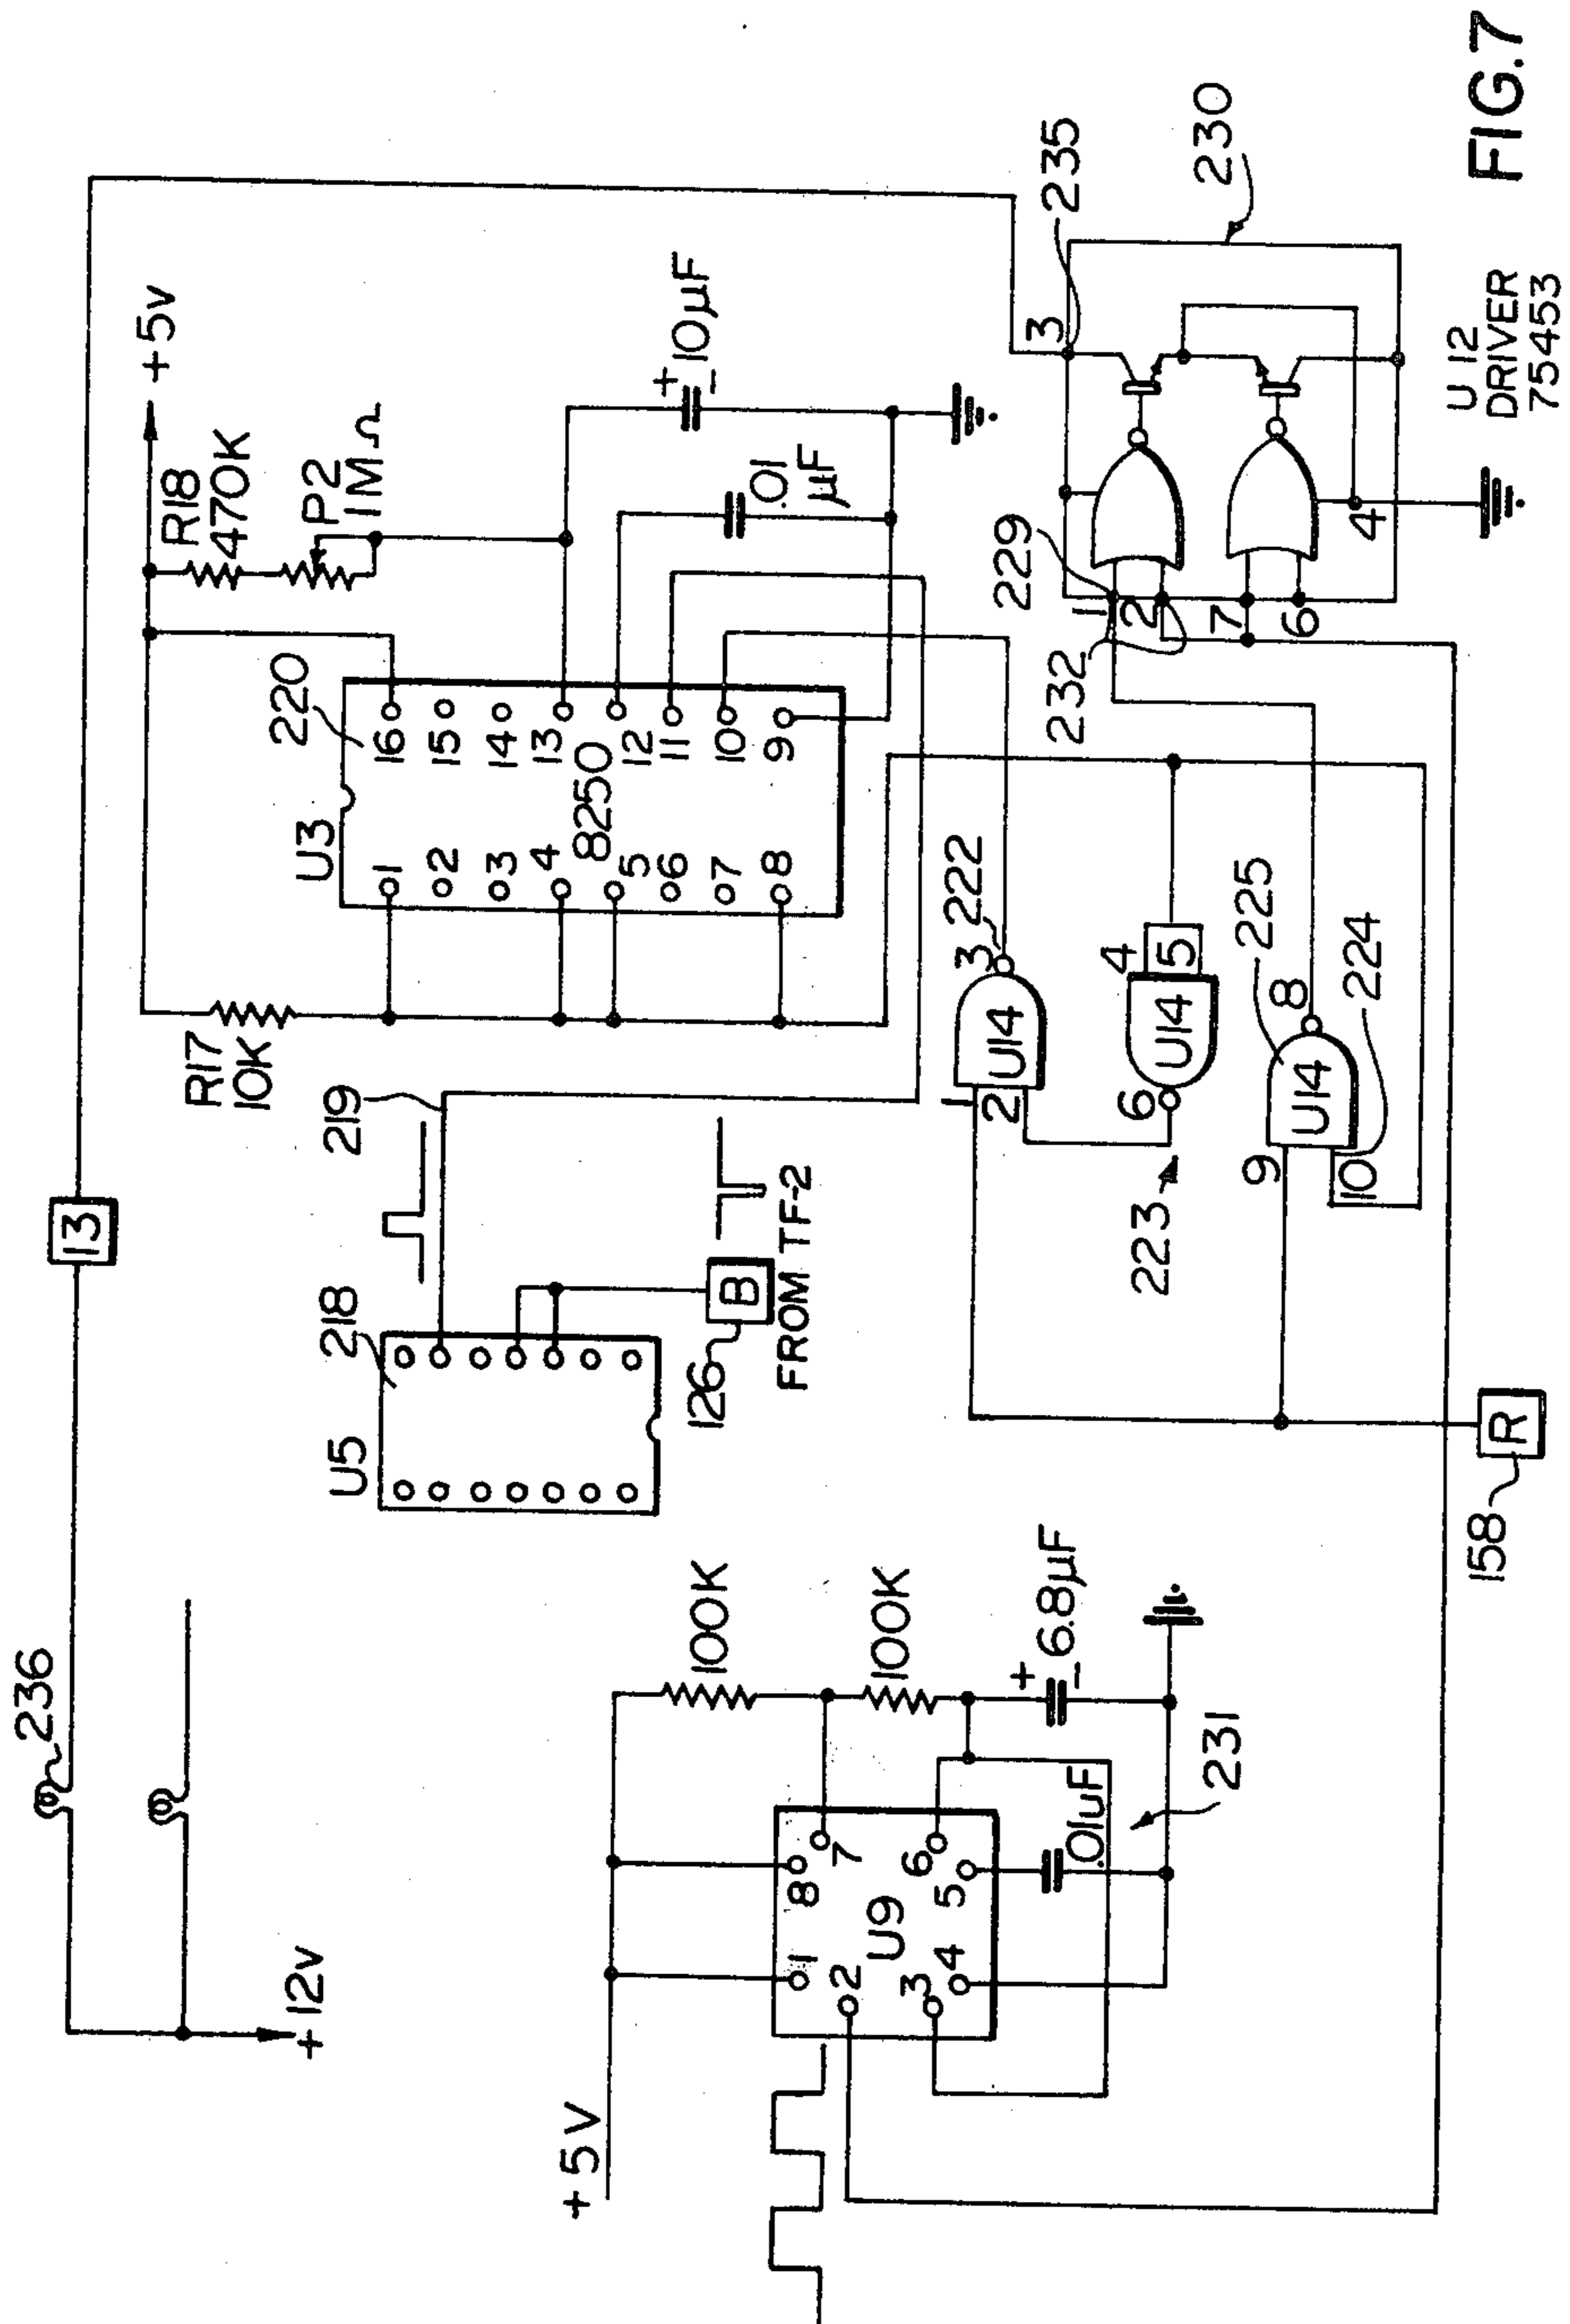 236
13
+12v
+5v
R18
470K
P2
1MΩ
10µF
+
-
.01
µF
R17
10K
U3
220
8250
1
2
3
4
5
6
7
8
16
15
14
13
12
11
10
9
219
218
U5
126
B
FROM TF-2
+5V
100K
100K
+
-
6.8µF
.01uF
231
U9
1
2
3
4
8
7
6
5
222
U14
1
2
3
223
U14
4
5
6
225
224
U14
9
10
8
158
R
229
232
235
230
1
2
7
6
3
4
U12
DRIVER
75453
FIG.7